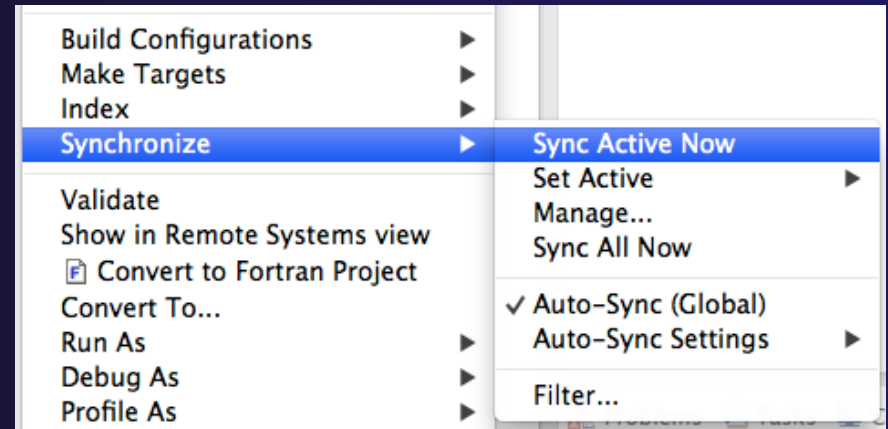 Build Configurations
Make Targets
Index
Synchronize
Validate
Show in Remote Systems view
Convert to Fortran Project
Convert To...
Run As
Debug As
Profile As
Sync Active Now
Set Active
Manage...
Sync All Now
Auto-Sync (Global)
Auto-Sync Settings
Filter...
Problems Tasks